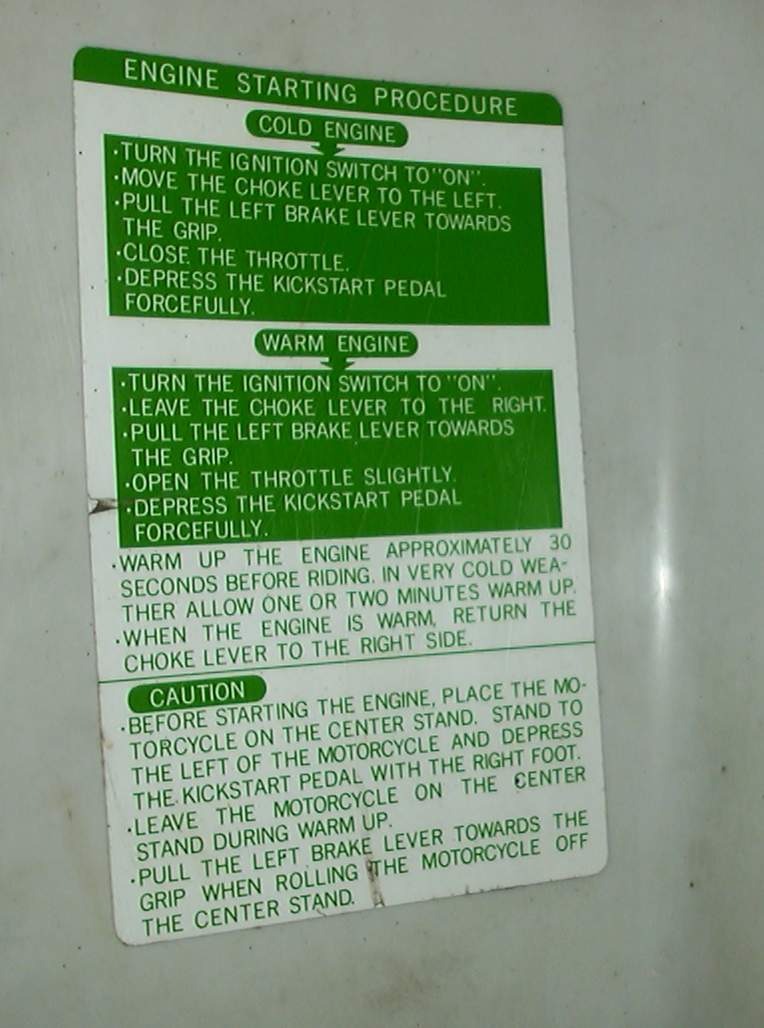 ENGINE STARTING PROCEDURE
COLD ENGINE
·TURN THE IGNITION SWITCH TO "ON".
·MOVE THE CHOKE LEVER TO THE LEFT.
·PULL THE LEFT BRAKE LEVER TOWARDS
THE GRIP.
·CLOSE THE THROTTLE.
·DEPRESS THE KICKSTART PEDAL
FORCEFULLY.
WARM ENGINE
·TURN THE IGNITION SWITCH TO "ON".
·LEAVE THE CHOKE LEVER TO THE RIGHT.
·PULL THE LEFT BRAKE LEVER TOWARDS
THE GRIP.
·OPEN THE THROTTLE SLIGHTLY.
·DEPRESS THE KICKSTART PEDAL
FORCEFULLY.
·WARM UP THE ENGINE APPROXIMATELY 30
SECONDS BEFORE RIDING. IN VERY COLD WEA-
THER ALLOW ONE OR TWO MINUTES WARM UP.
·WHEN THE ENGINE IS WARM, RETURN THE
CHOKE LEVER TO THE RIGHT SIDE.
CAUTION
·BEFORE STARTING THE ENGINE, PLACE THE MO-
TORCYCLE ON THE CENTER STAND. STAND TO
THE LEFT OF THE MOTORCYCLE AND DEPRESS
THE KICKSTART PEDAL WITH THE RIGHT FOOT.
·LEAVE THE MOTORCYCLE ON THE CENTER
STAND DURING WARM UP.
·PULL THE LEFT BRAKE LEVER TOWARDS THE
GRIP WHEN ROLLING THE MOTORCYCLE OFF
THE CENTER STAND.